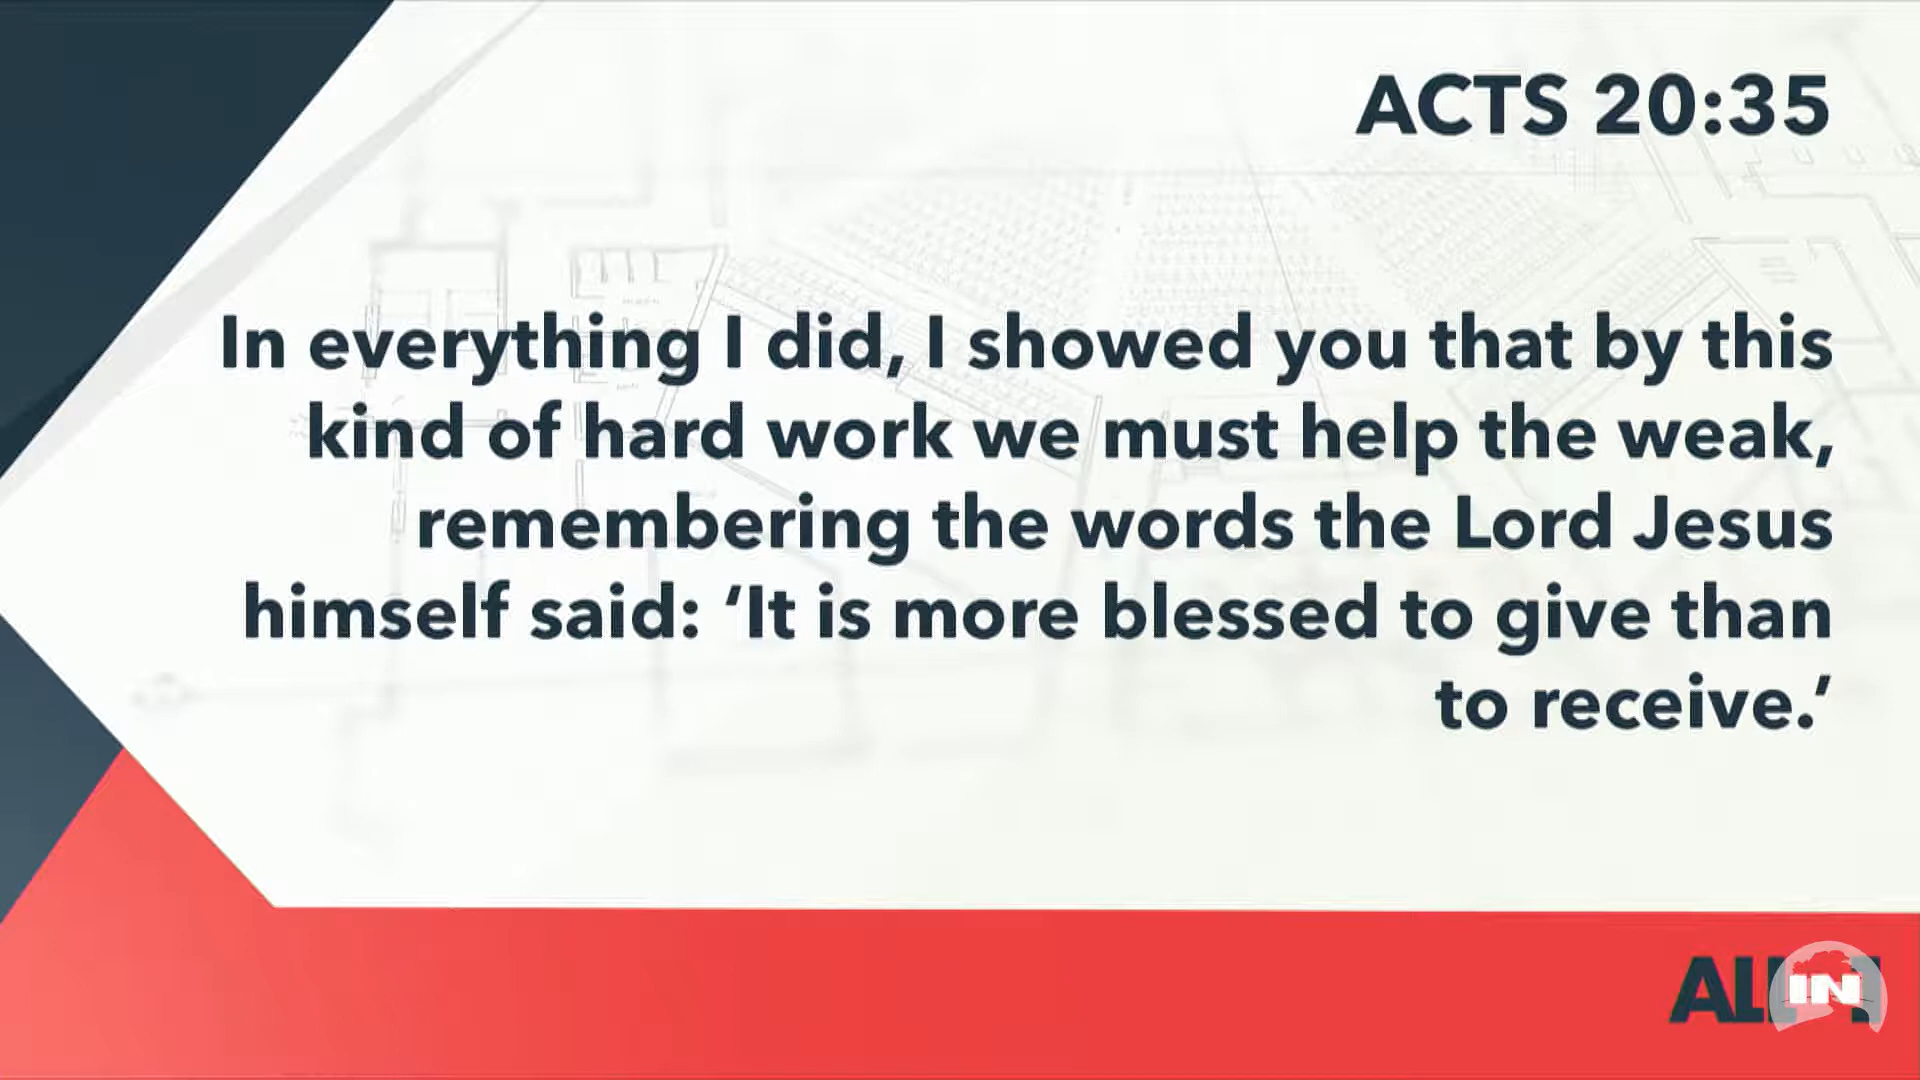 ACTS 20:35
In everything I did, I showed you that by this
kind of hard work we must help the weak,
remembering the words the Lord Jesus
himself said: ‘It is more blessed to give than
to receive.’
ALL IN